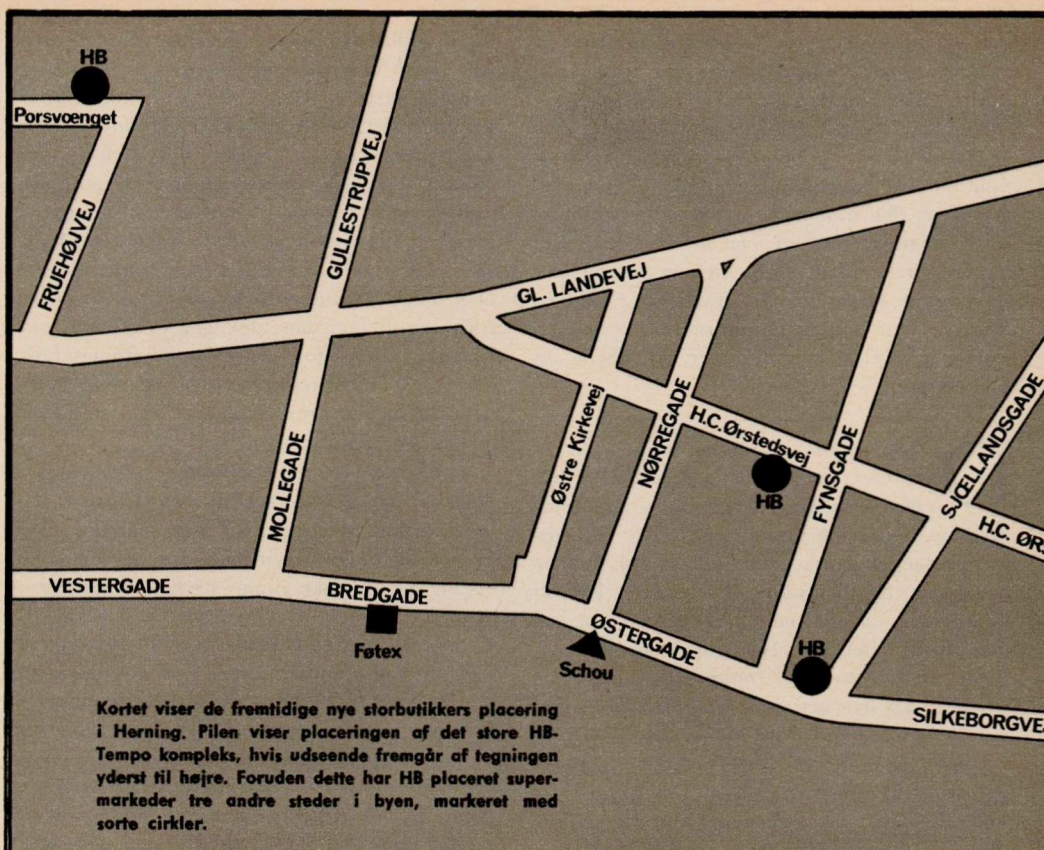 HB
Porsvœnget
FRUEHØJVEJ
GULLESTRUPVEJ
GL. LANDEVEJ
MOLLEGADE
Østre Kirkevej
NØRREGADE
H.C.Ørstedsvej
HB
FYNSGADE
SJŒLLANDSGADE
H.C. ØR.
VESTERGADE
BREDGADE
Føtex
ØSTERGADE
Schou
HB
SILKEBORGVE
Kortet viser de fremtidige nye storbutikkers placering
i Herning. Pilen viser placeringen af det store HB-
Tempo kompleks, hvis udseende fremgår af tegningen
yderst til højre. Foruden dette har HB placeret super-
markeder tre andre steder i byen, markeret med
sorte cirkler.